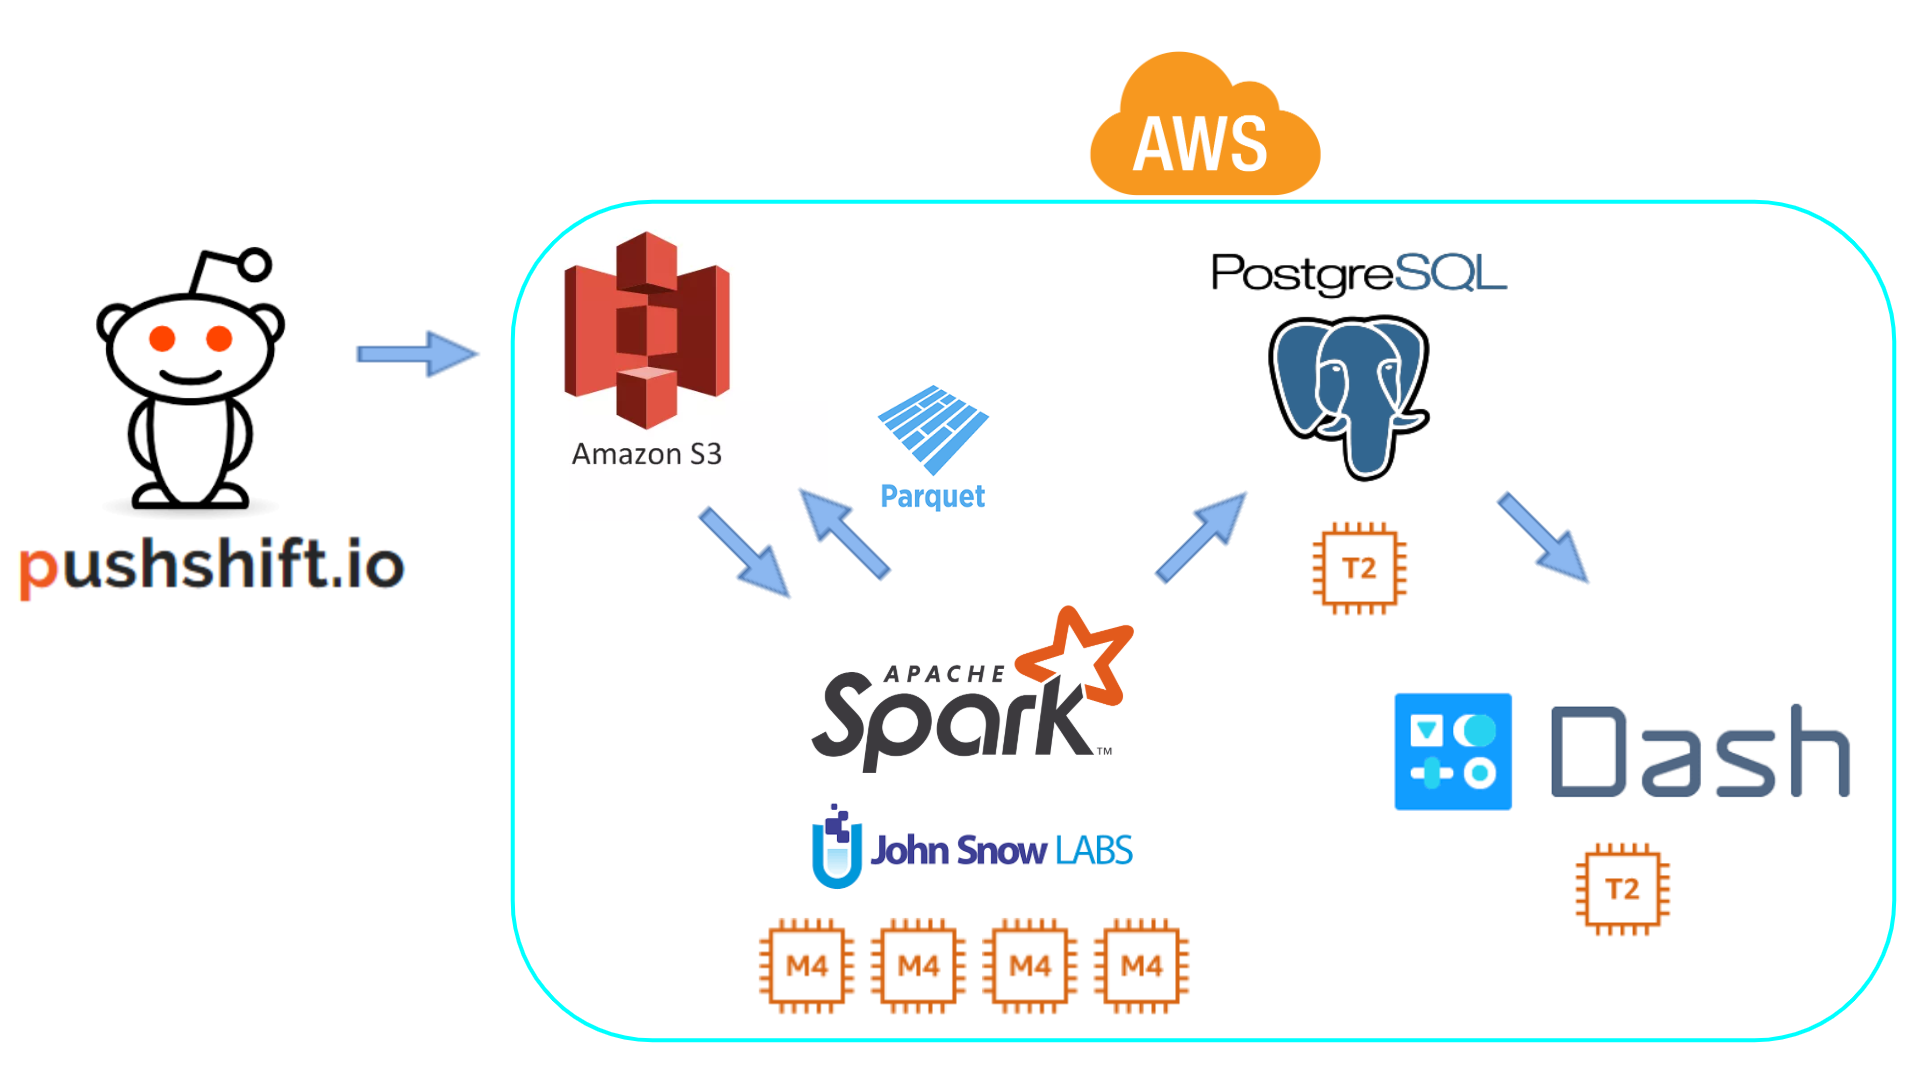 AWS
pushshift.io
Amazon S3
Parquet
PostgreSQL
T2
APACHE
Spark™
John Snow LABS
M4 M4 M4 M4
Dash
T2